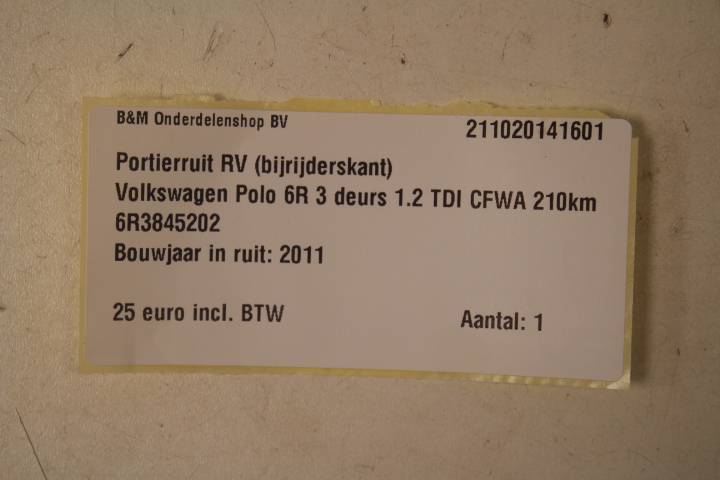 B&M Onderdelenshop BV 211020141601
Portierruit RV (bijrijderskant)
Volkswagen Polo 6R 3 deurs 1.2 TDI CFWA 210km
6R3845202
Bouwjaar in ruit: 2011
25 euro incl. BTW Aantal: 1